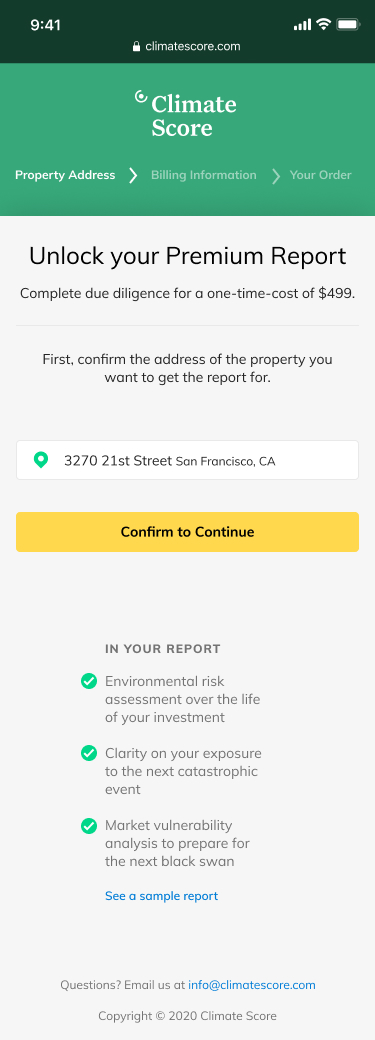 9:41
climatescore.com
Climate
Score
Property Address Billing Information Your Order
Unlock your Premium Report
Complete due diligence for a one-time-cost of $499.
First, confirm the address of the property you
want to get the report for.
3270 21st Street San Francisco, CA
Confirm to Continue
IN YOUR REPORT
Environmental risk
assessment over the life
of your investment
Clarity on your exposure
to the next catastrophic
event
Market vulnerability
analysis to prepare for
the next black swan
See a sample report
Questions? Email us at info@climatescore.com
Copyright © 2020 Climate Score